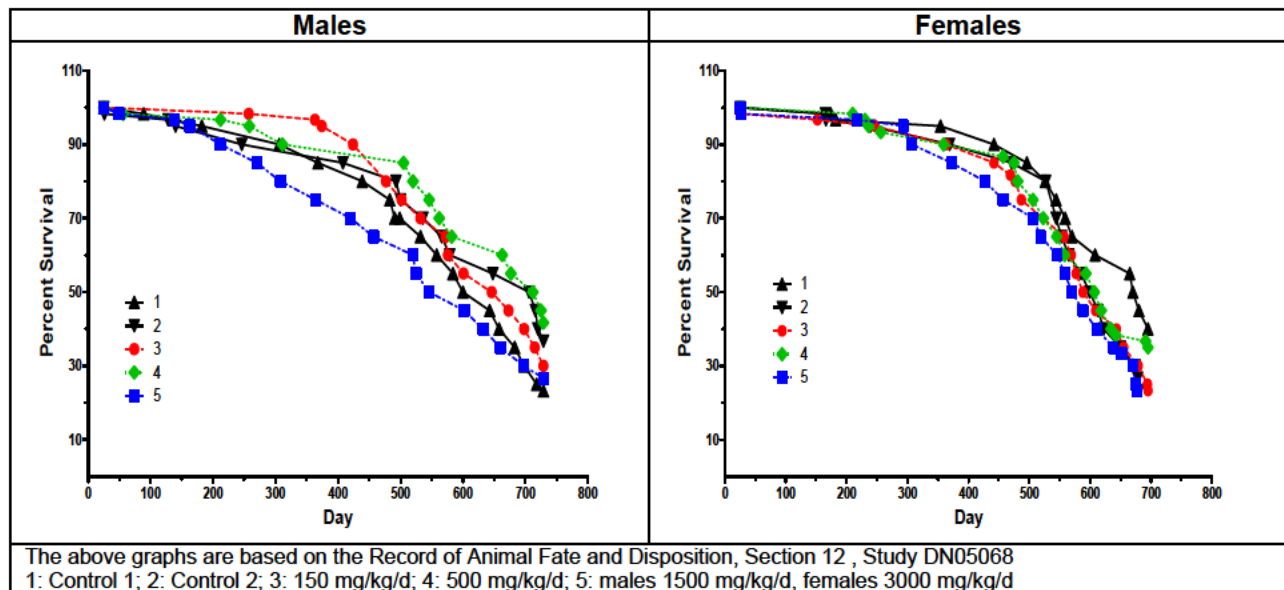 Males
Females
110
90
70
50
30
10
Percent Survival
1
2
3
4
5
0 100 200 300 400 500 600 700 800
Day
110
90
70
50
30
10
Percent Survival
1
2
3
4
5
0 100 200 300 400 500 600 700 800
Day
The above graphs are based on the Record of Animal Fate and Disposition, Section 12 , Study DN05068
1: Control 1; 2: Control 2; 3: 150 mg/kg/d; 4: 500 mg/kg/d; 5: males 1500 mg/kg/d, females 3000 mg/kg/d